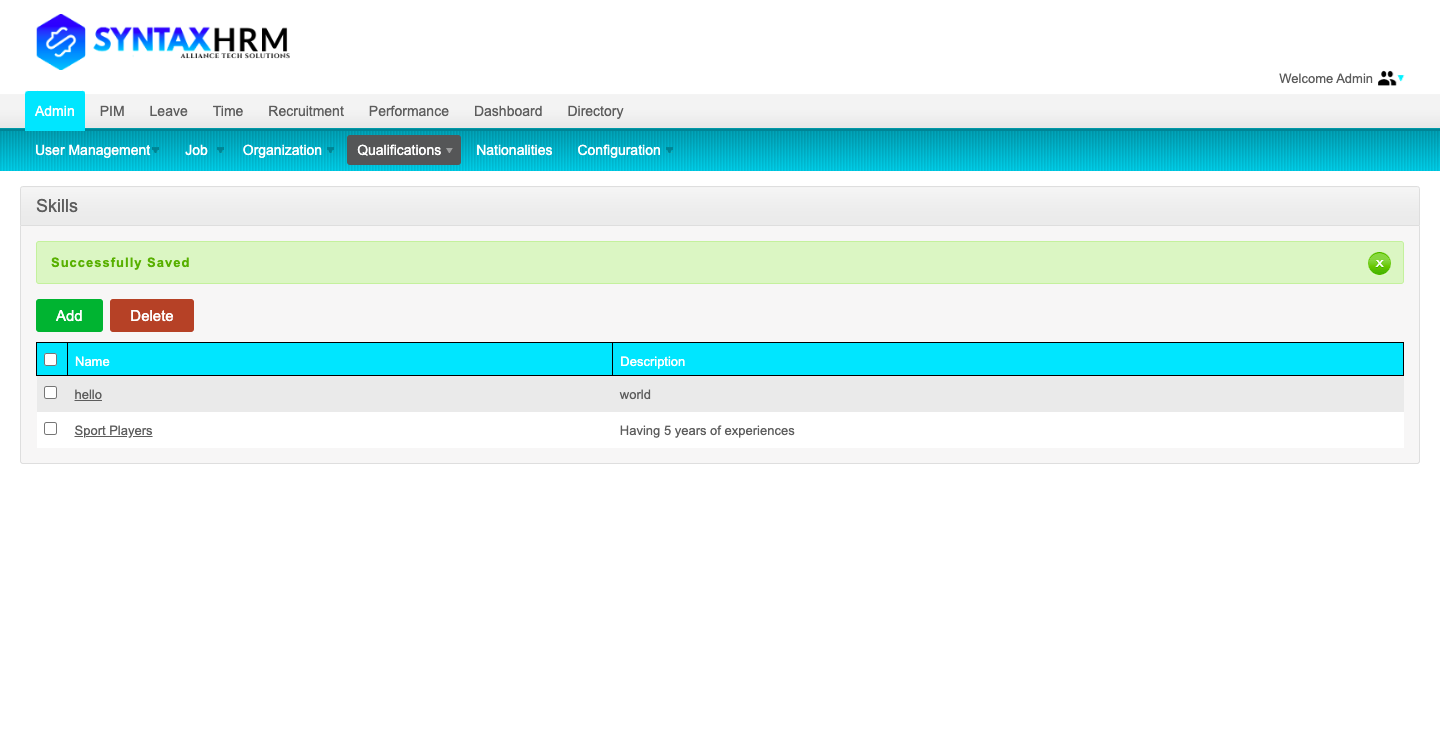 SYNTAXHRM
ALLIANCE TECH SOLUTIONS
Welcome Admin
Admin PIM Leave Time Recruitment Performance Dashboard Directory
User Management Job Organization Qualifications Nationalities Configuration
Skills
Successfully Saved
x
Add Delete
Name Description
hello world
Sport Players Having 5 years of experiences